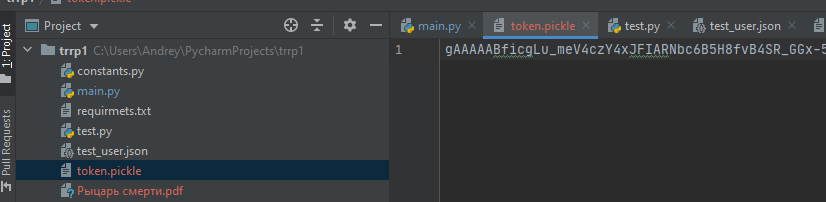 trrp1 › token.pickle
1: Project
Pull Requests
Project
trrp1 C:\Users\Andrey\PycharmProjects\trrp1
constants.py
main.py
requirmets.txt
test.py
test_user.json
token.pickle
Рыцарь смерти.pdf
main.py token.pickle test.py test_user.json
1 gAAAAABficgLu_meV4czY4xJFIARNbc6B5H8fvB4SR_GGx-5